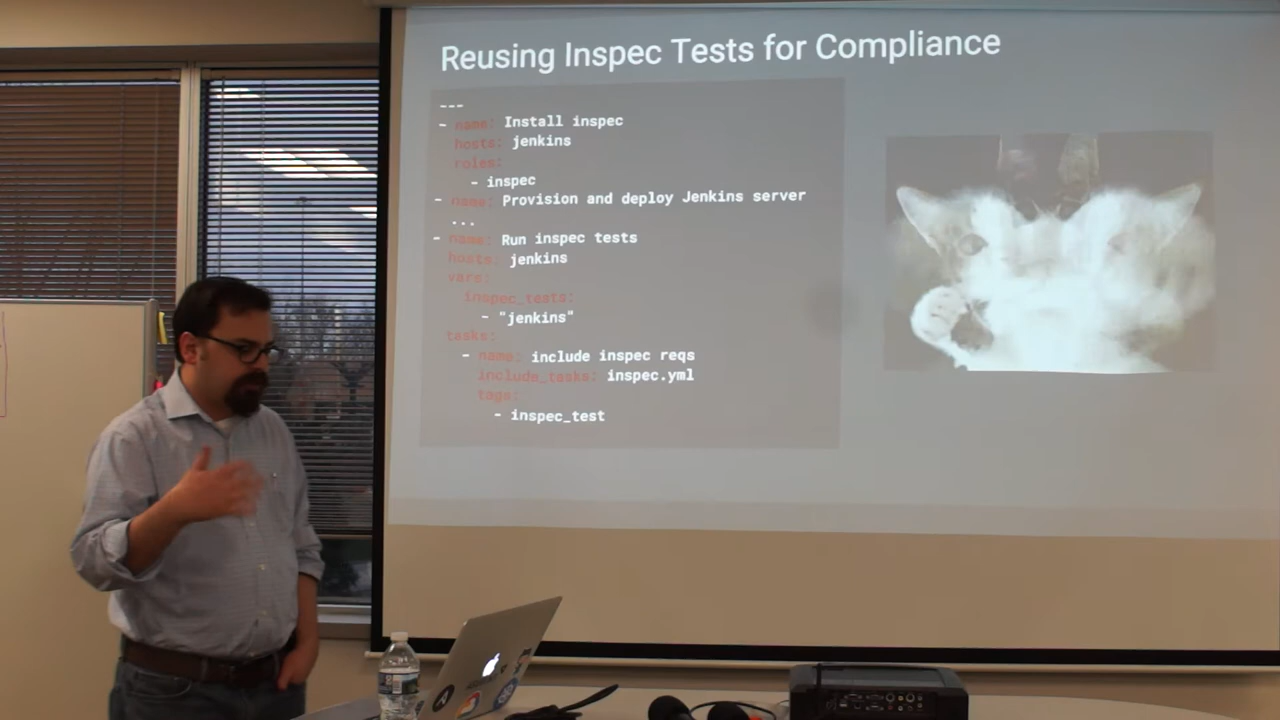 Reusing Inspec Tests for Compliance
---
- name: Install inspec
hosts: jenkins
roles:
- inspec
- name: Provision and deploy Jenkins server
...
- name: Run inspec tests
hosts: jenkins
vars:
inspec_tests:
- "jenkins"
tasks:
- name: include inspec reqs
include_tasks: inspec.yml
tags:
- inspec_test